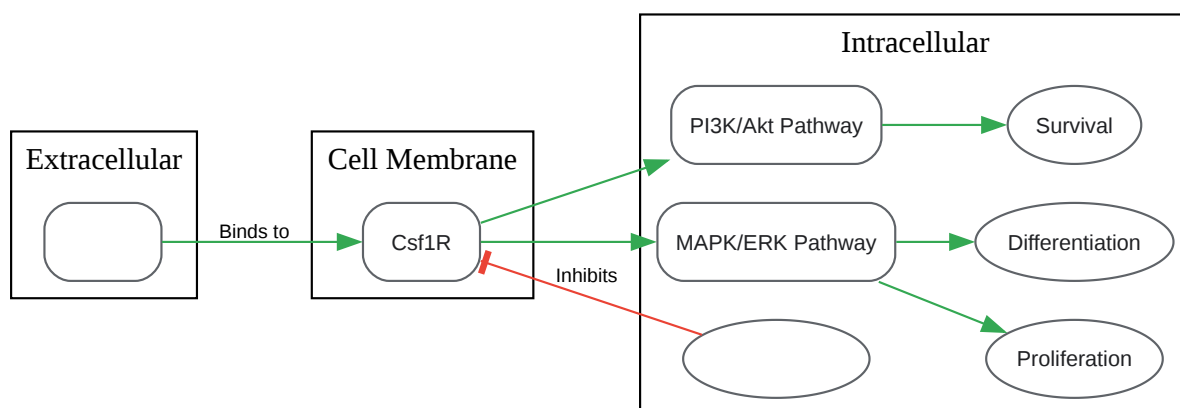 Intracellular
PI3K/Akt Pathway
Survival
Extracellular
Cell Membrane
Binds to
Csf1R
MAPK/ERK Pathway
Differentiation
Inhibits
Proliferation